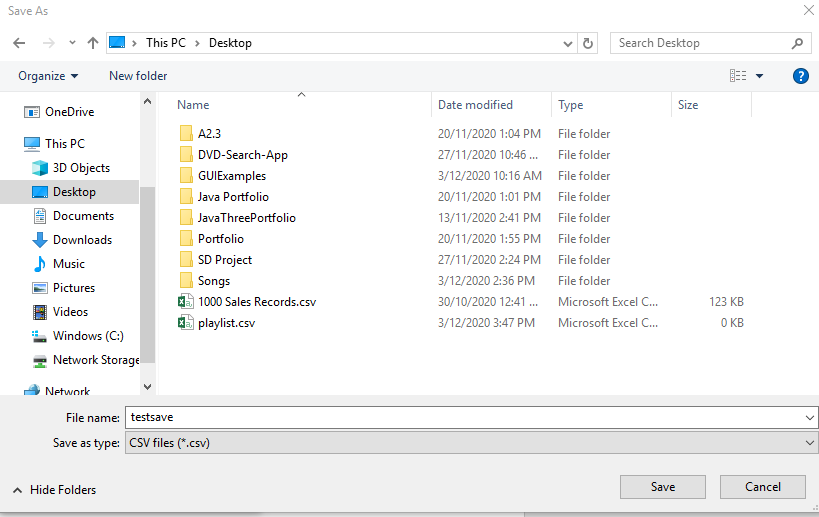 Save As
This PC
Desktop
Search Desktop
Organize
New folder
?
OneDrive
This PC
3D Objects
Desktop
Documents
Downloads
Music
Pictures
Videos
Windows (C:)
Network Storage
Network
Name Date modified Type Size
A2.3 20/11/2020 1:04 PM File folder
DVD-Search-App 27/11/2020 10:46 ... File folder
GUIExamples 3/12/2020 10:16 AM File folder
Java Portfolio 20/11/2020 1:01 PM File folder
JavaThreePortfolio 13/11/2020 2:41 PM File folder
Portfolio 20/11/2020 1:55 PM File folder
SD Project 27/11/2020 2:24 PM File folder
Songs 3/12/2020 2:36 PM File folder
1000 Sales Records.csv 30/10/2020 12:41 ... Microsoft Excel C... 123 KB
playlist.csv 3/12/2020 3:47 PM Microsoft Excel C... 0 KB
File name: testsave
Save as type: CSV files (*.csv)
Hide Folders
Save
Cancel